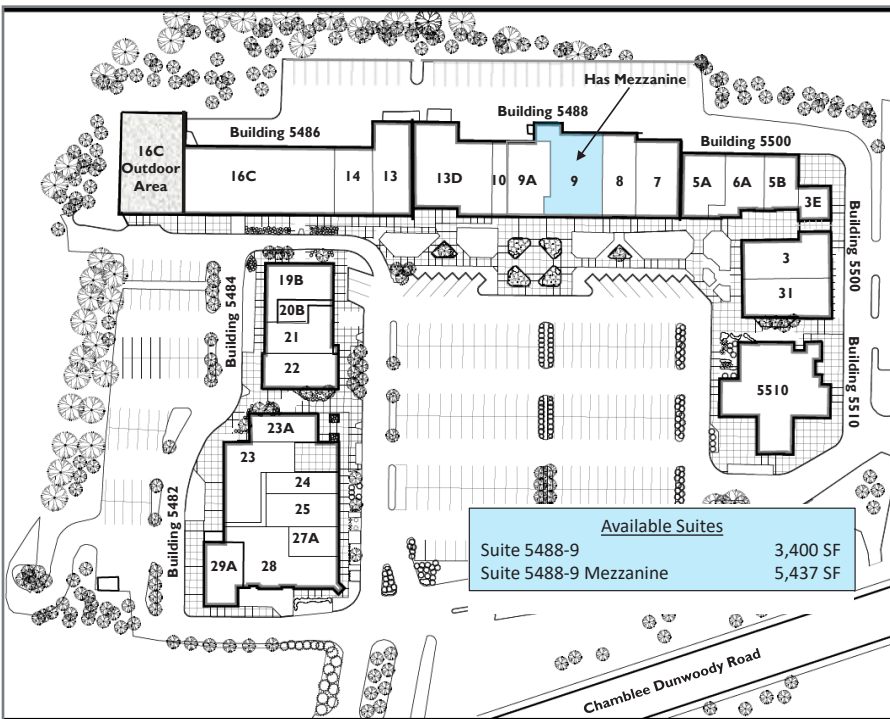 Has Mezzanine
Building 5488
Building 5486
Building 5500
16C
Outdoor
Area
16C
14
13
13D
10
9A
9
8
7
5A
6A
5B
3E
Building 5500
3
31
Building 5484
19B
20B
21
22
5510
Building 5510
23A
23
24
25
27A
28
29A
Building 5482
Available Suites
Suite 5488-9 3,400 SF
Suite 5488-9 Mezzanine 5,437 SF
Chamblee Dunwoody Road